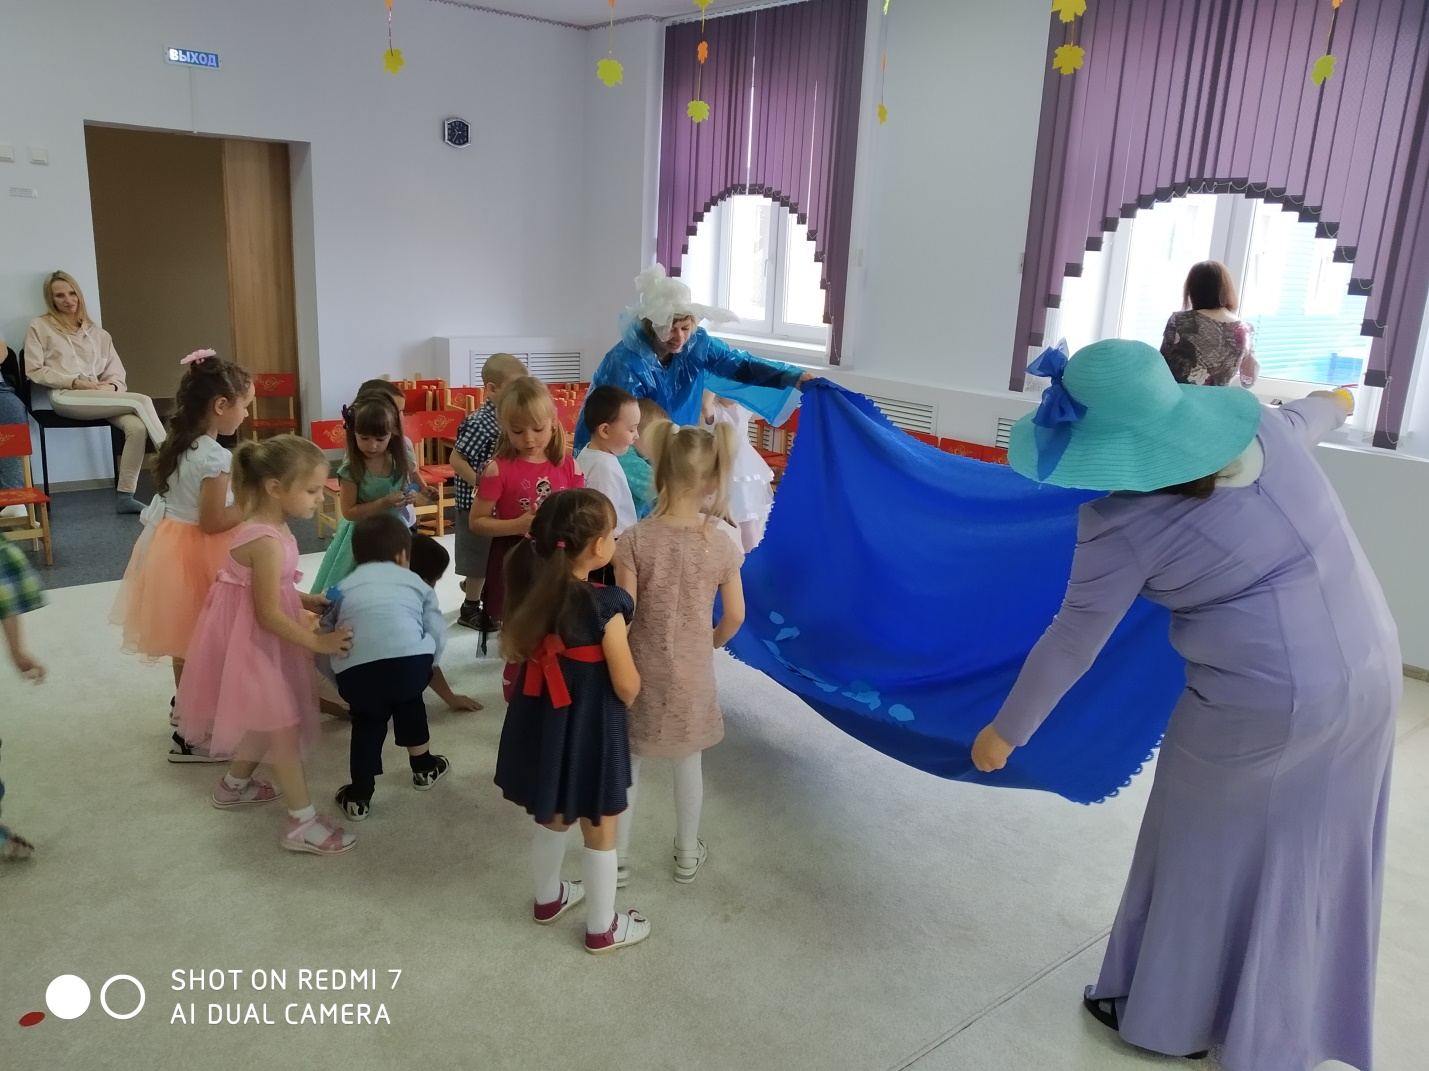 ВЫХОД
SHOT ON REDMI 7
AI DUAL CAMERA